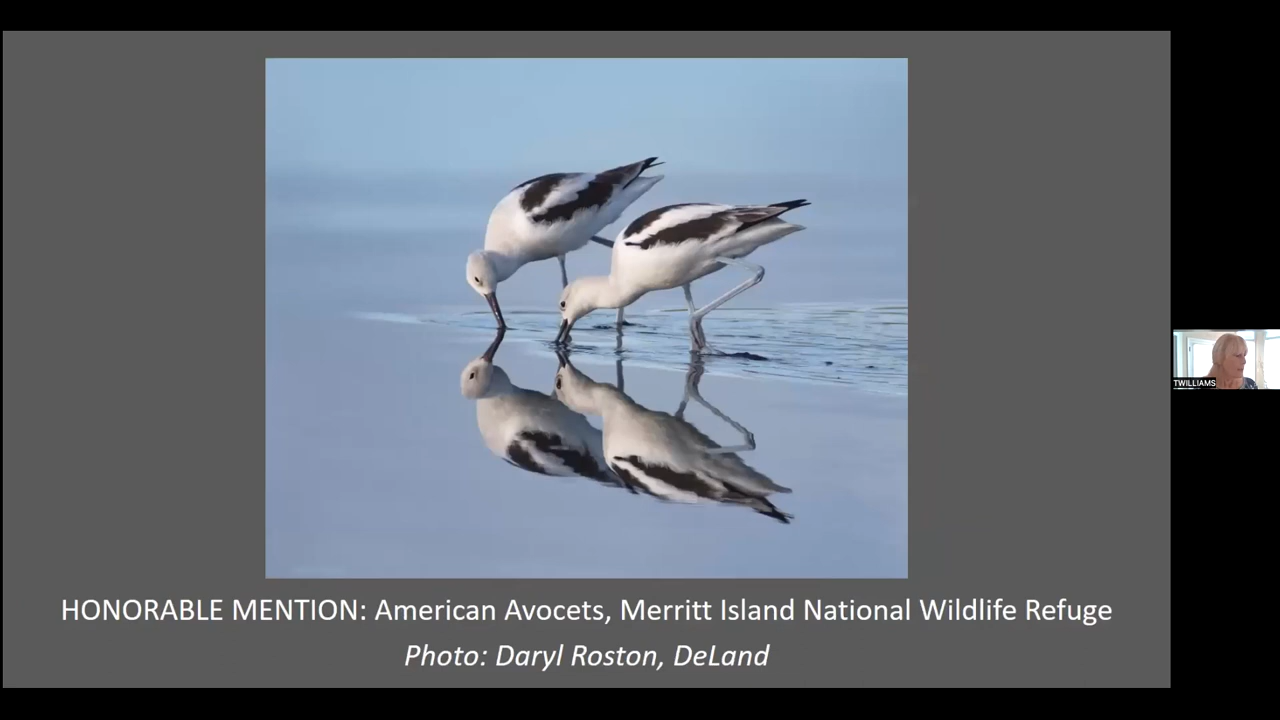 HONORABLE MENTION: American Avocets, Merritt Island National Wildlife Refuge
Photo: Daryl Roston, DeLand
TWILLIAMS